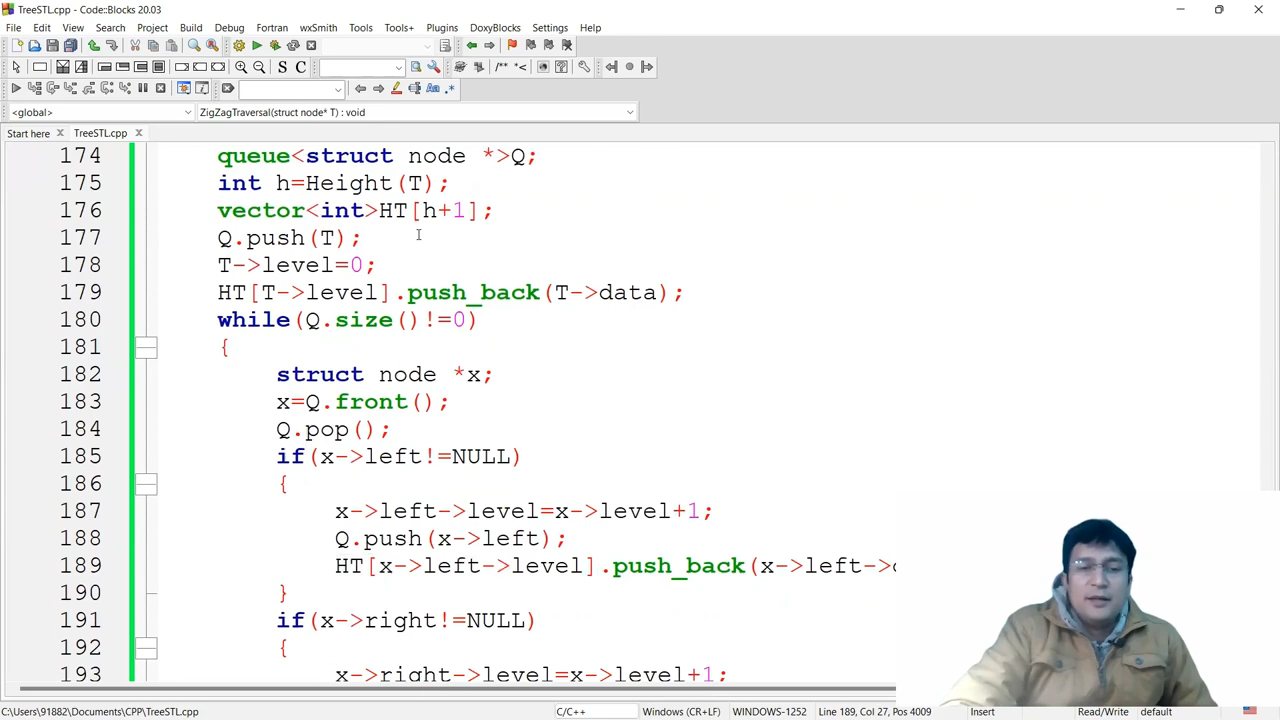 TreeSTL.cpp - Code::Blocks 20.03
File Edit View Search Project Build Debug Fortran wxSmith Tools Tools+ Plugins DoxyBlocks Settings Help
S C /** *<
Aa .*
<global> ZigZagTraversal(struct node* T) : void
Start here TreeSTL.cpp
174 queue<struct node *>Q;
175 int h=Height(T);
176 vector<int>HT[h+1];
177 Q.push(T);
178 T->level=0;
179 HT[T->level].push_back(T->data);
180 while(Q.size()!=0)
181 {
182 struct node *x;
183 x=Q.front();
184 Q.pop();
185 if(x->left!=NULL)
186 {
187 x->left->level=x->level+1;
188 Q.push(x->left);
189 HT[x->left->level].push_back(x->left->
190 }
191 if(x->right!=NULL)
192 {
193 x->right->level=x->level+1;
C:\Users\91882\Documents\CPP\TreeSTL.cpp C/C++ Windows (CR+LF) WINDOWS-1252 Line 189, Col 27, Pos 4009 Insert Read/Write default